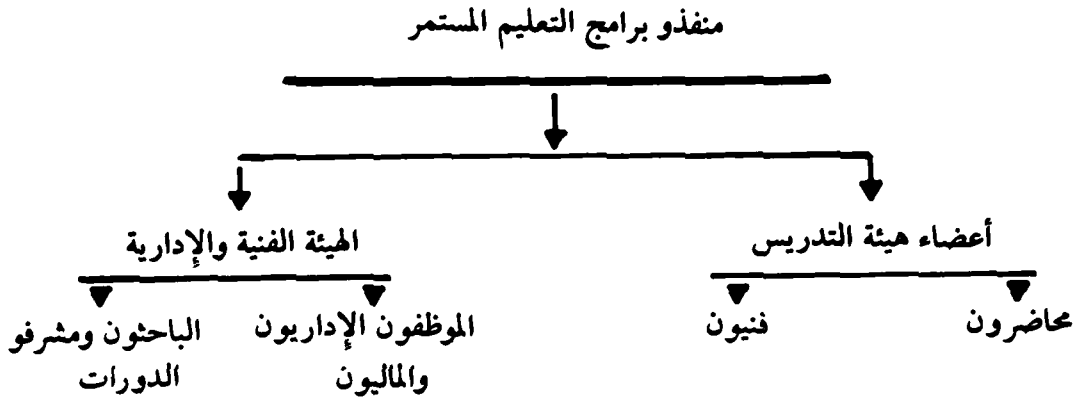 منفذو برامج التعليم المستمر
أعضاء هيئة التدريس
الهيئة الفنية والإدارية
محاضرون
فنيون
الموظفون الإداريون
والماليون
الباحثون ومشرفو
الدورات